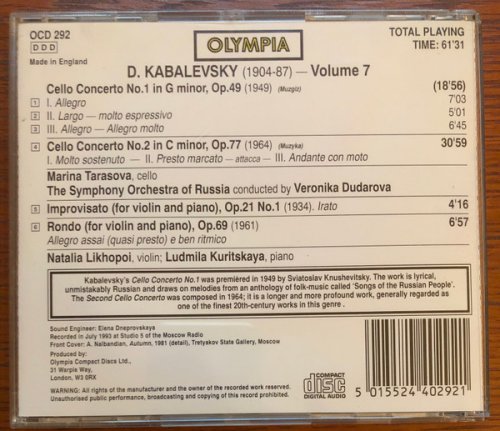 OCD 292
DDD
Made in England
OLYMPIA
TOTAL PLAYING
TIME: 61'31
D. KABALEVSKY (1904-87) — Volume 7
Cello Concerto No.1 in G minor, Op.49 (1949) (Muzgiz) (18'56)
1 I. Allegro 7'03
2 II. Largo — molto espressivo 5'01
3 III. Allegro — Allegro molto 6'45
4 Cello Concerto No.2 in C minor, Op.77 (1964) (Muzyka) 30'59
I. Molto sostenuto – II. Presto marcato – attacca – III. Andante con moto
Marina Tarasova, cello
The Symphony Orchestra of Russia conducted by Veronika Dudarova
5 Improvisato (for violin and piano), Op.21 No.1 (1934). Irato 4'16
6 Rondo (for violin and piano), Op.69 (1961) 6'57
Allegro assai (quasi presto) e ben ritmico
Natalia Likhopoi, violin; Ludmila Kuritskaya, piano
Kabalevsky's Cello Concerto No.1 was premièred in 1949 by Sviatoslav Knushevitsky. The work is lyrical,
unmistakably Russian and draws on melodies from an anthology of folk-music called 'Songs of the Russian People'.
The Second Cello Concerto was composed in 1964; it is a longer and more profound work, generally regarded as
one of the finest 20th-century works in this genre .
Sound Engineer: Elena Dneprovskaya
Recorded in July 1993 at Studio 5 of the Moscow Radio
Front Cover: A. Nalbandian, Autumn, 1981 (detail), Tretyakov State Gallery, Moscow
Produced by:
Olympia Compact Discs Ltd.,
31 Warple Way,
London, W3 0RX
WARNING: All rights of the manufacturer and the owner of the recorded work reserved.
Unauthorised public performance, broadcasting and copying of this record prohibited.
COMPACT
disc
DIGITAL AUDIO
5 015524 402921